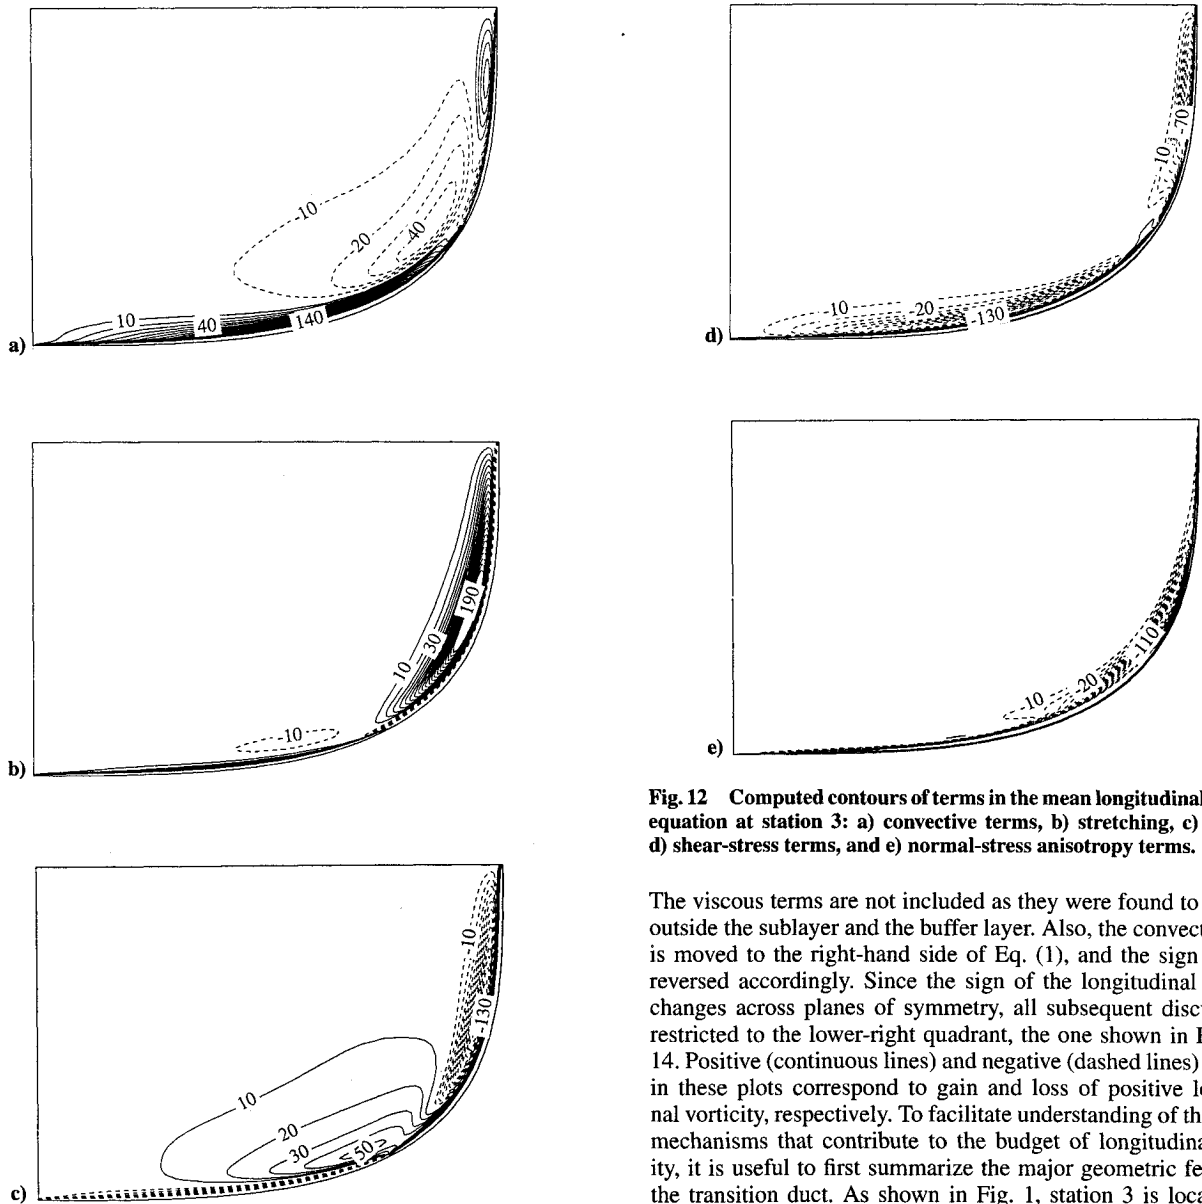 -10
-20
-40
10
40
140
a)
-10
-70
-10
-20
-130
d)
190
30
10
-10
b)
110
-20
-10
e)
Fig. 12 Computed contours of terms in the mean longitudinal
equation at station 3: a) convective terms, b) stretching, c)
d) shear-stress terms, and e) normal-stress anisotropy terms.
-10
-130
10
20
30
50
c)
The viscous terms are not included as they were found to
outside the sublayer and the buffer layer. Also, the convect
is moved to the right-hand side of Eq. (1), and the sign
reversed accordingly. Since the sign of the longitudinal
changes across planes of symmetry, all subsequent disc
restricted to the lower-right quadrant, the one shown in
14. Positive (continuous lines) and negative (dashed lines)
in these plots correspond to gain and loss of positive l
nal vorticity, respectively. To facilitate understanding of th
mechanisms that contribute to the budget of longitudina
ity, it is useful to first summarize the major geometric fe
the transition duct. As shown in Fig. 1, station 3 is loca